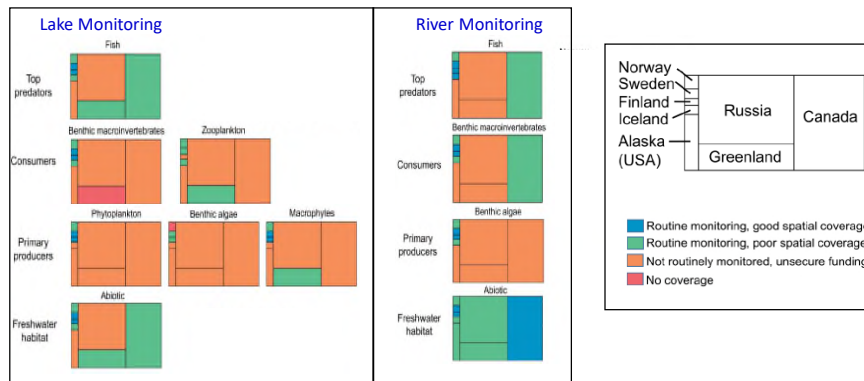 Lake Monitoring
Fish
Top
predators
Benthic macroinvertebrates
Zooplankton
Consumers
Phytoplankton
Benthic algae
Macrophytes
Primary
producers
Abiotic
Freshwater
habitat
River Monitoring
Fish
Top
predators
Benthic macroinvertebrates
Consumers
Benthic algae
Primary
producers
Abiotic
Freshwater
habitat
Norway
Sweden
Finland
Iceland
Alaska
(USA)
Russia
Greenland
Canada
Routine monitoring, good spatial coverage
Routine monitoring, poor spatial coverage
Not routinely monitored, unsecure funding
No coverage